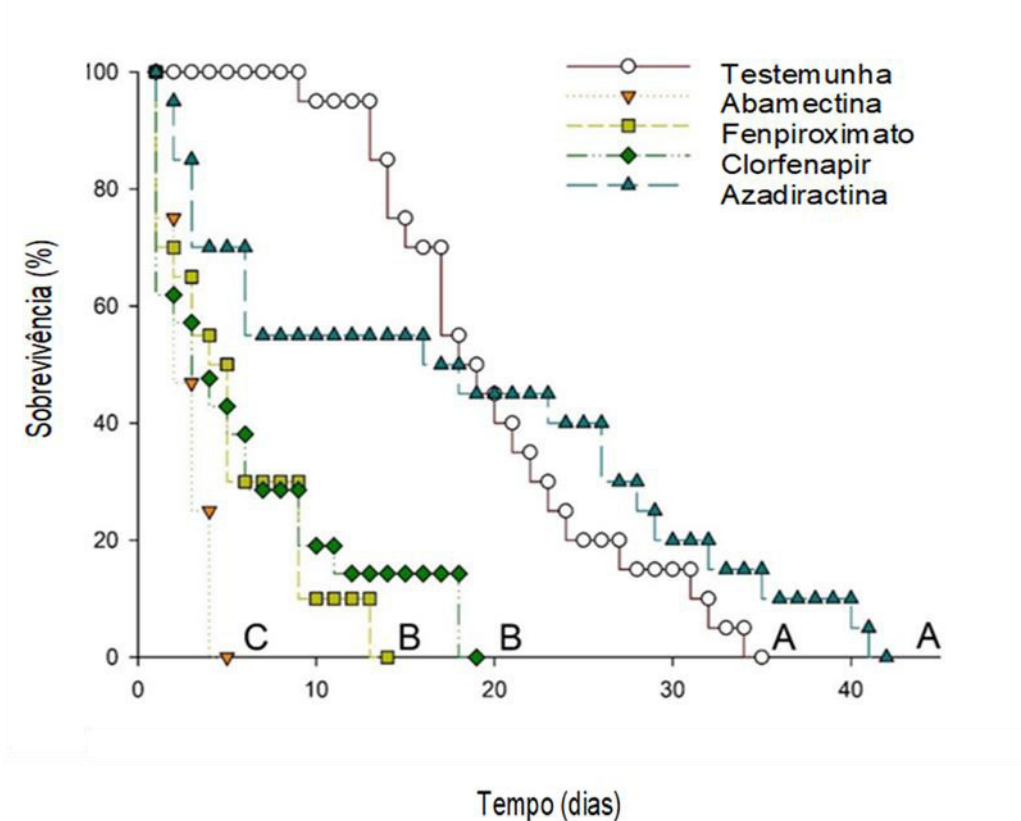 Testemunha
Abamectina
Fenpiroximato
Clorfenapir
Azadiractina
Sobrevivência (%)
100
80
60
40
20
0
C
B
B
A
A
0 10 20 30 40
Tempo (dias)